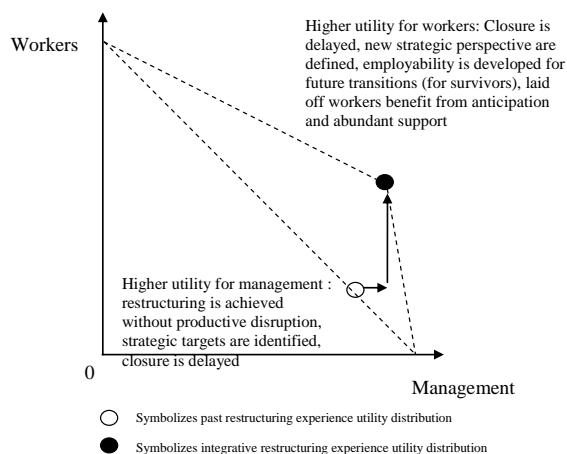 Higher utility for workers: Closure is
delayed, new strategic perspective are
defined, employability is developed for
future transitions (for survivors), laid
off workers benefit from anticipation
and abundant support
Workers
Higher utility for management :
restructuring is achieved
without productive disruption,
strategic targets are identified,
closure is delayed
0
Management
Symbolizes past restructuring experience utility distribution
Symbolizes integrative restructuring experience utility distribution